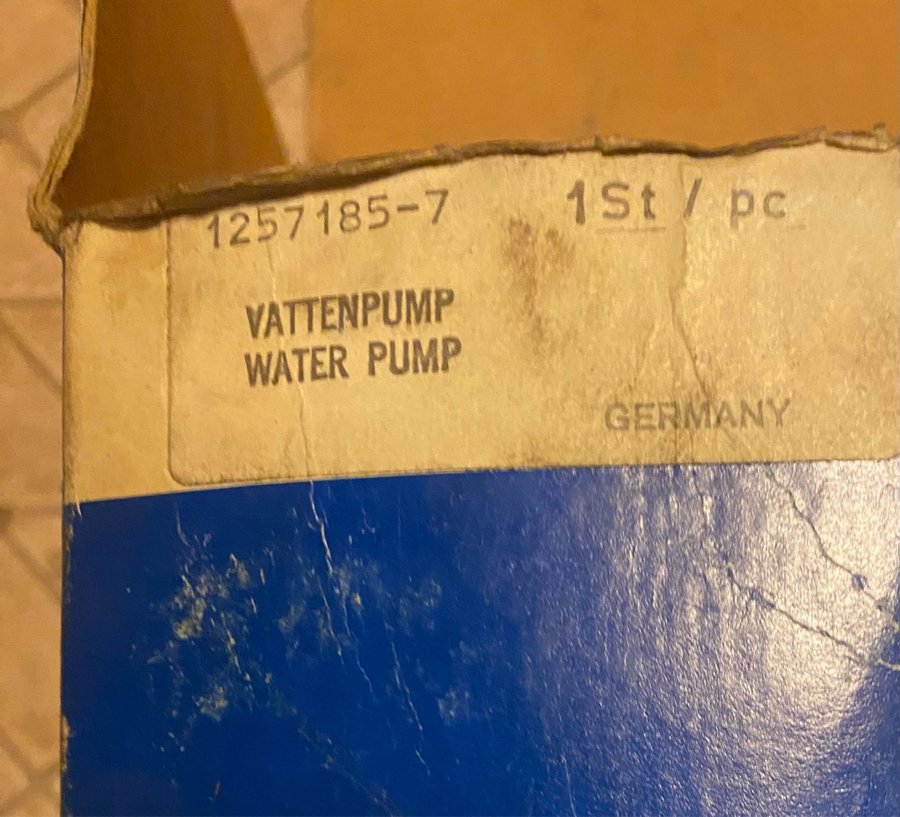 1257185-7 1St / pc
VATTENPUMP
WATER PUMP
GERMANY